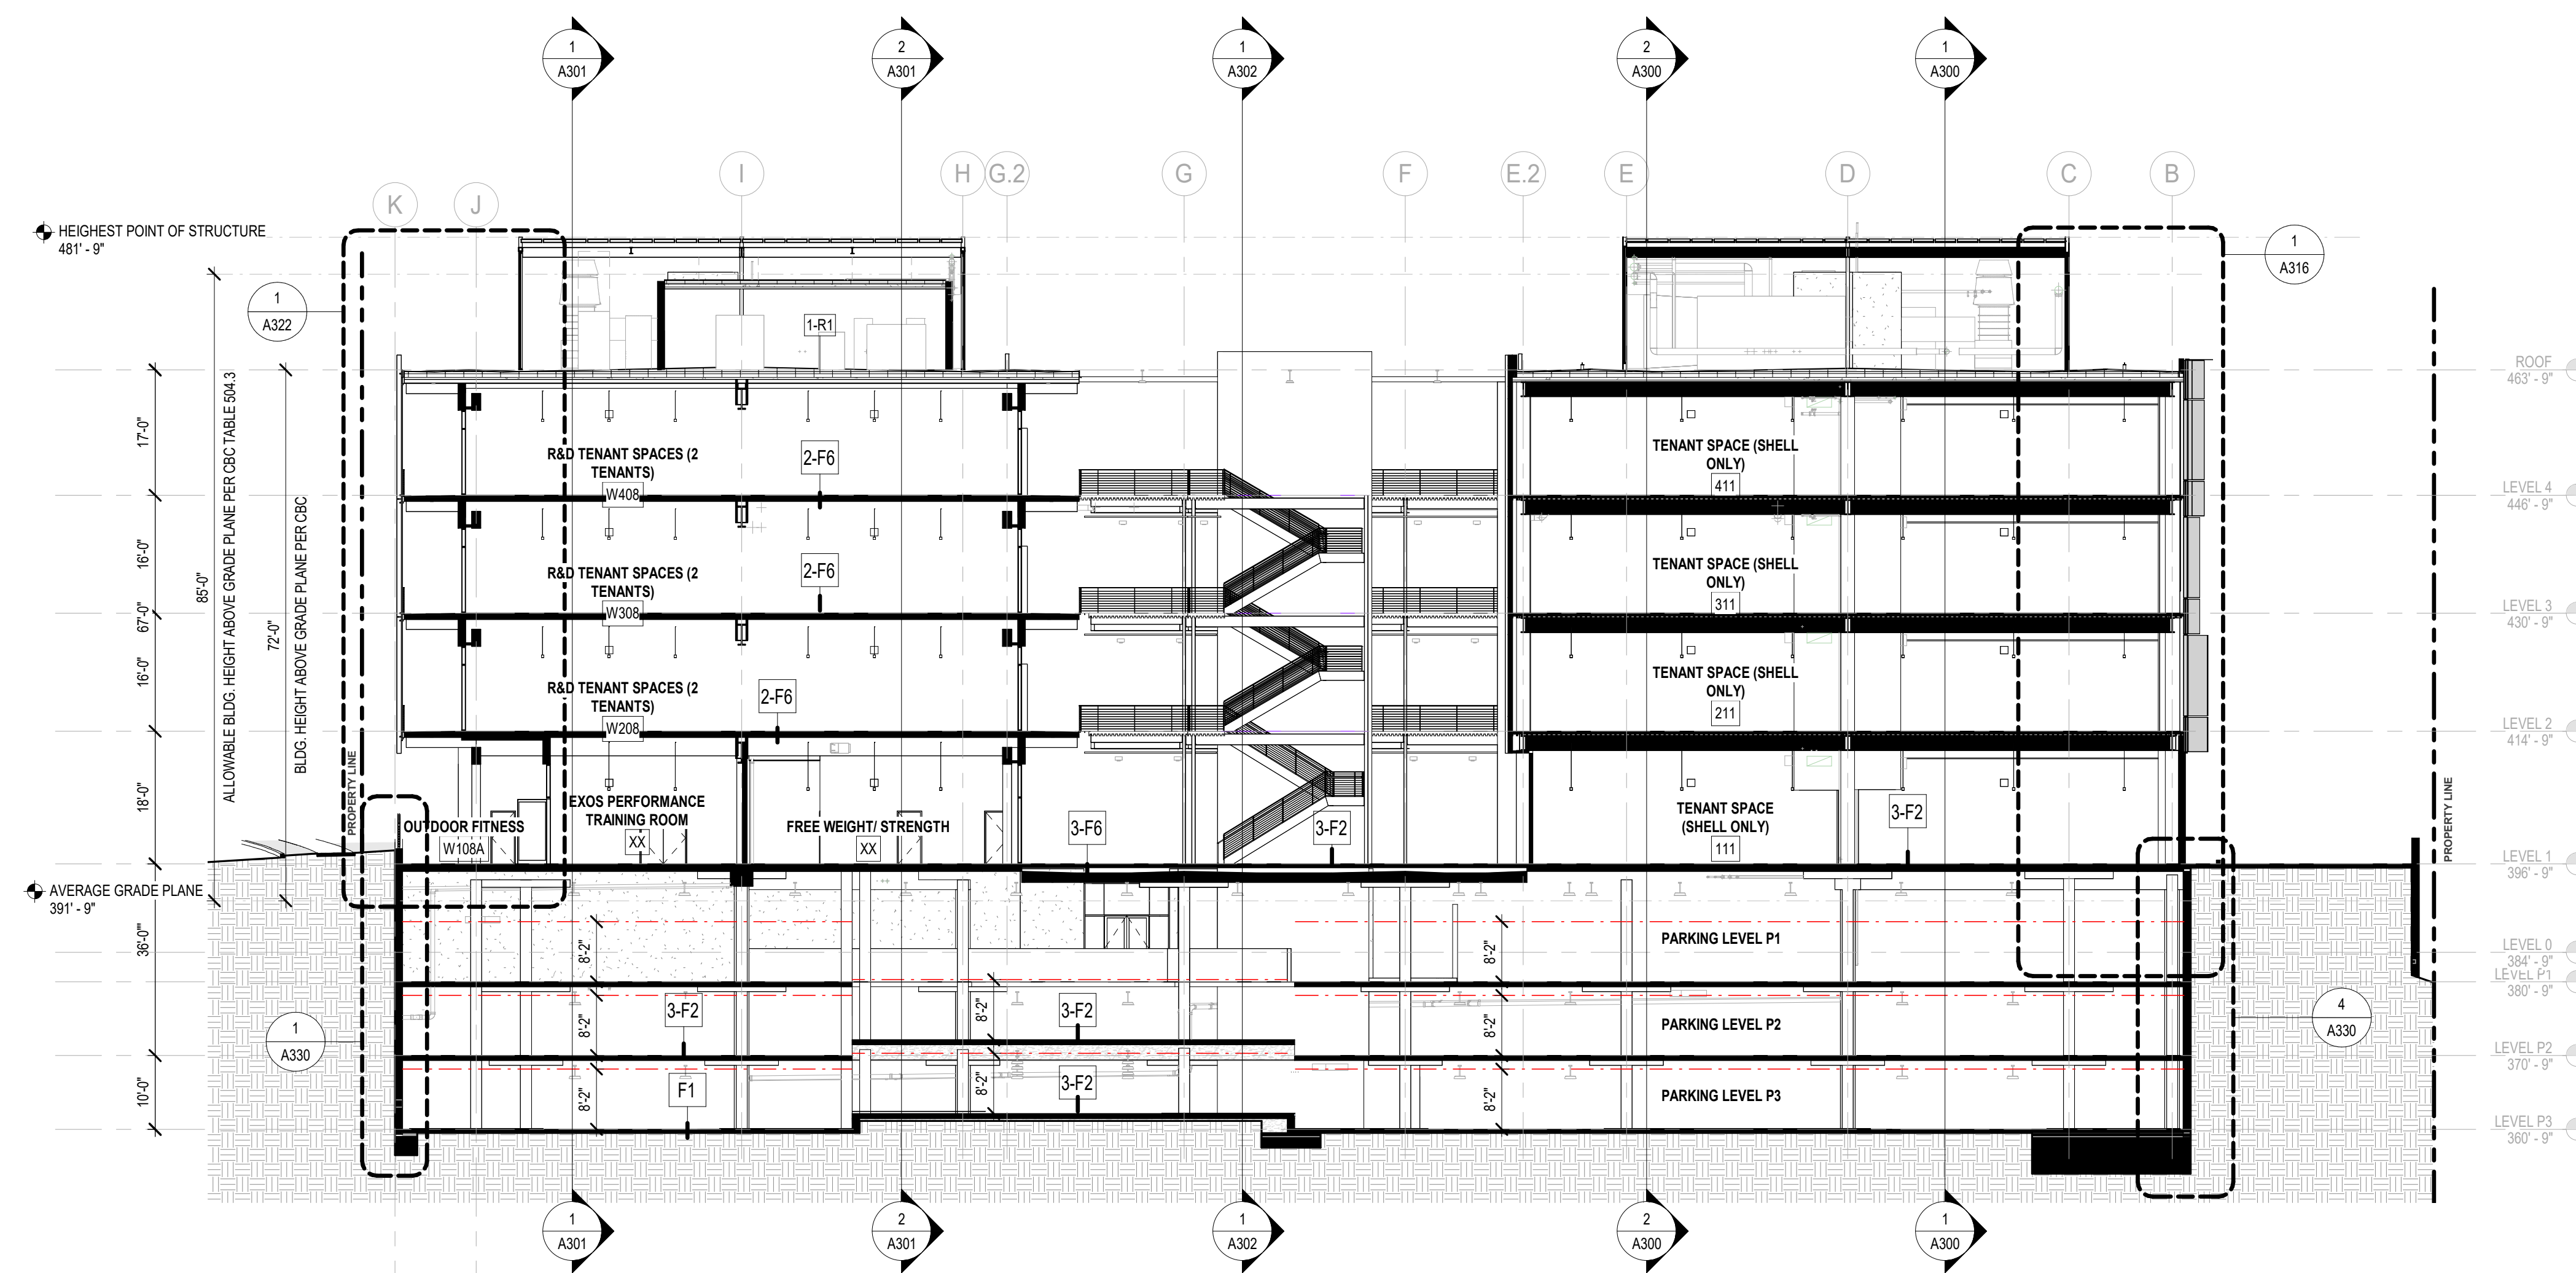 1
A301
2
A301
1
A302
2
A300
1
A300
K
J
I
H
G.2
G
F
E.2
E
D
C
B
HEIGHEST POINT OF STRUCTURE
481' - 9"
1
A322
1
A316
1-R1
ROOF
463' - 9"
ALLOWABLE BLDG. HEIGHT ABOVE GRADE PLANE PER CBC TABLE 504.3
85'-0"
BLDG. HEIGHT ABOVE GRADE PLANE PER CBC
72'-0"
17'-0"
16'-0"
67'-0"
16'-0"
18'-0"
36'-0"
10'-0"
R&D TENANT SPACES (2
TENANTS)
W408
2-F6
TENANT SPACE (SHELL
ONLY)
411
LEVEL 4
446' - 9"
R&D TENANT SPACES (2
TENANTS)
W308
2-F6
TENANT SPACE (SHELL
ONLY)
311
LEVEL 3
430' - 9"
R&D TENANT SPACES (2
TENANTS)
W208
2-F6
TENANT SPACE (SHELL
ONLY)
211
LEVEL 2
414' - 9"
PROPERTY LINE
OUTDOOR FITNESS
W108A
EXOS PERFORMANCE
TRAINING ROOM
XX
FREE WEIGHT/ STRENGTH
XX
3-F6
3-F2
TENANT SPACE
(SHELL ONLY)
111
3-F2
PROPERTY LINE
LEVEL 1
396' - 9"
AVERAGE GRADE PLANE
391' - 9"
8'-2"
8'-2"
PARKING LEVEL P1
LEVEL 0
384' - 9"
LEVEL P1
380' - 9"
1
A330
8'-2"
3-F2
8'-2"
3-F2
8'-2"
PARKING LEVEL P2
4
A330
LEVEL P2
370' - 9"
8'-2"
F1
8'-2"
3-F2
8'-2"
PARKING LEVEL P3
LEVEL P3
360' - 9"
1
A301
2
A301
1
A302
2
A300
1
A300